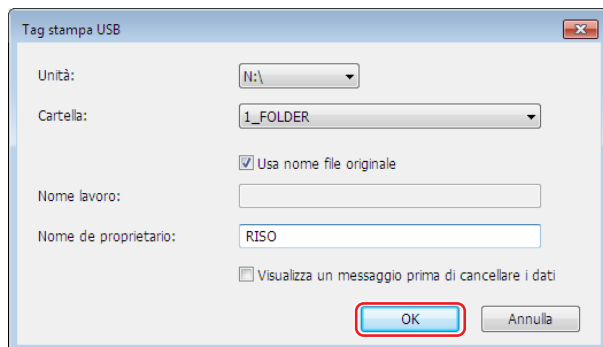 Tag stampa USB
Unità: N:\
Cartella: 1_FOLDER
Usa nome file originale
Nome lavoro:
Nome de proprietario: RISO
Visualizza un messaggio prima di cancellare i dati
OK Annulla